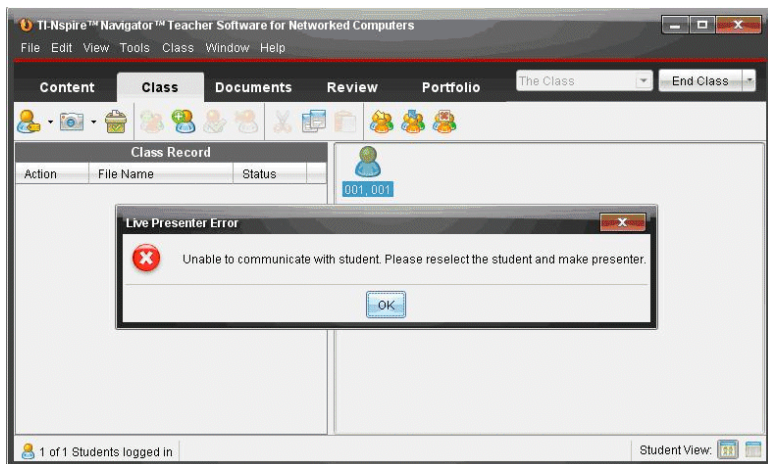 TI-Nspire™ Navigator™ Teacher Software for Networked Computers
File Edit View Tools Class Window Help
Content Class Documents Review Portfolio The Class End Class
Class Record
Action File Name Status
001, 001
Live Presenter Error
Unable to communicate with student. Please reselect the student and make presenter.
OK
1 of 1 Students logged in Student View: